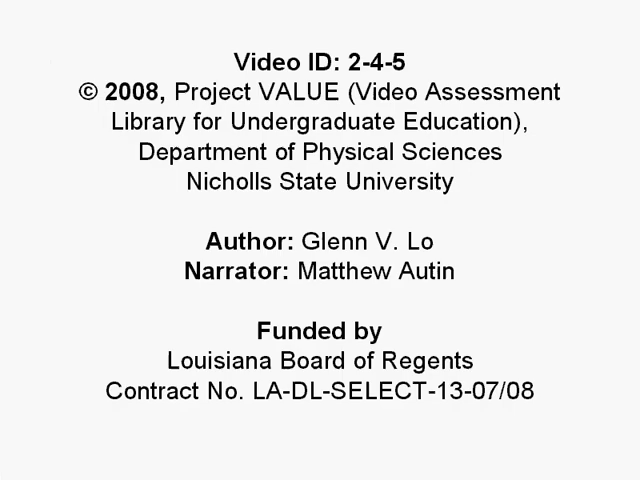 Video ID: 2-4-5
© 2008, Project VALUE (Video Assessment
Library for Undergraduate Education),
Department of Physical Sciences
Nicholls State University
Author: Glenn V. Lo
Narrator: Matthew Autin
Funded by
Louisiana Board of Regents
Contract No. LA-DL-SELECT-13-07/08